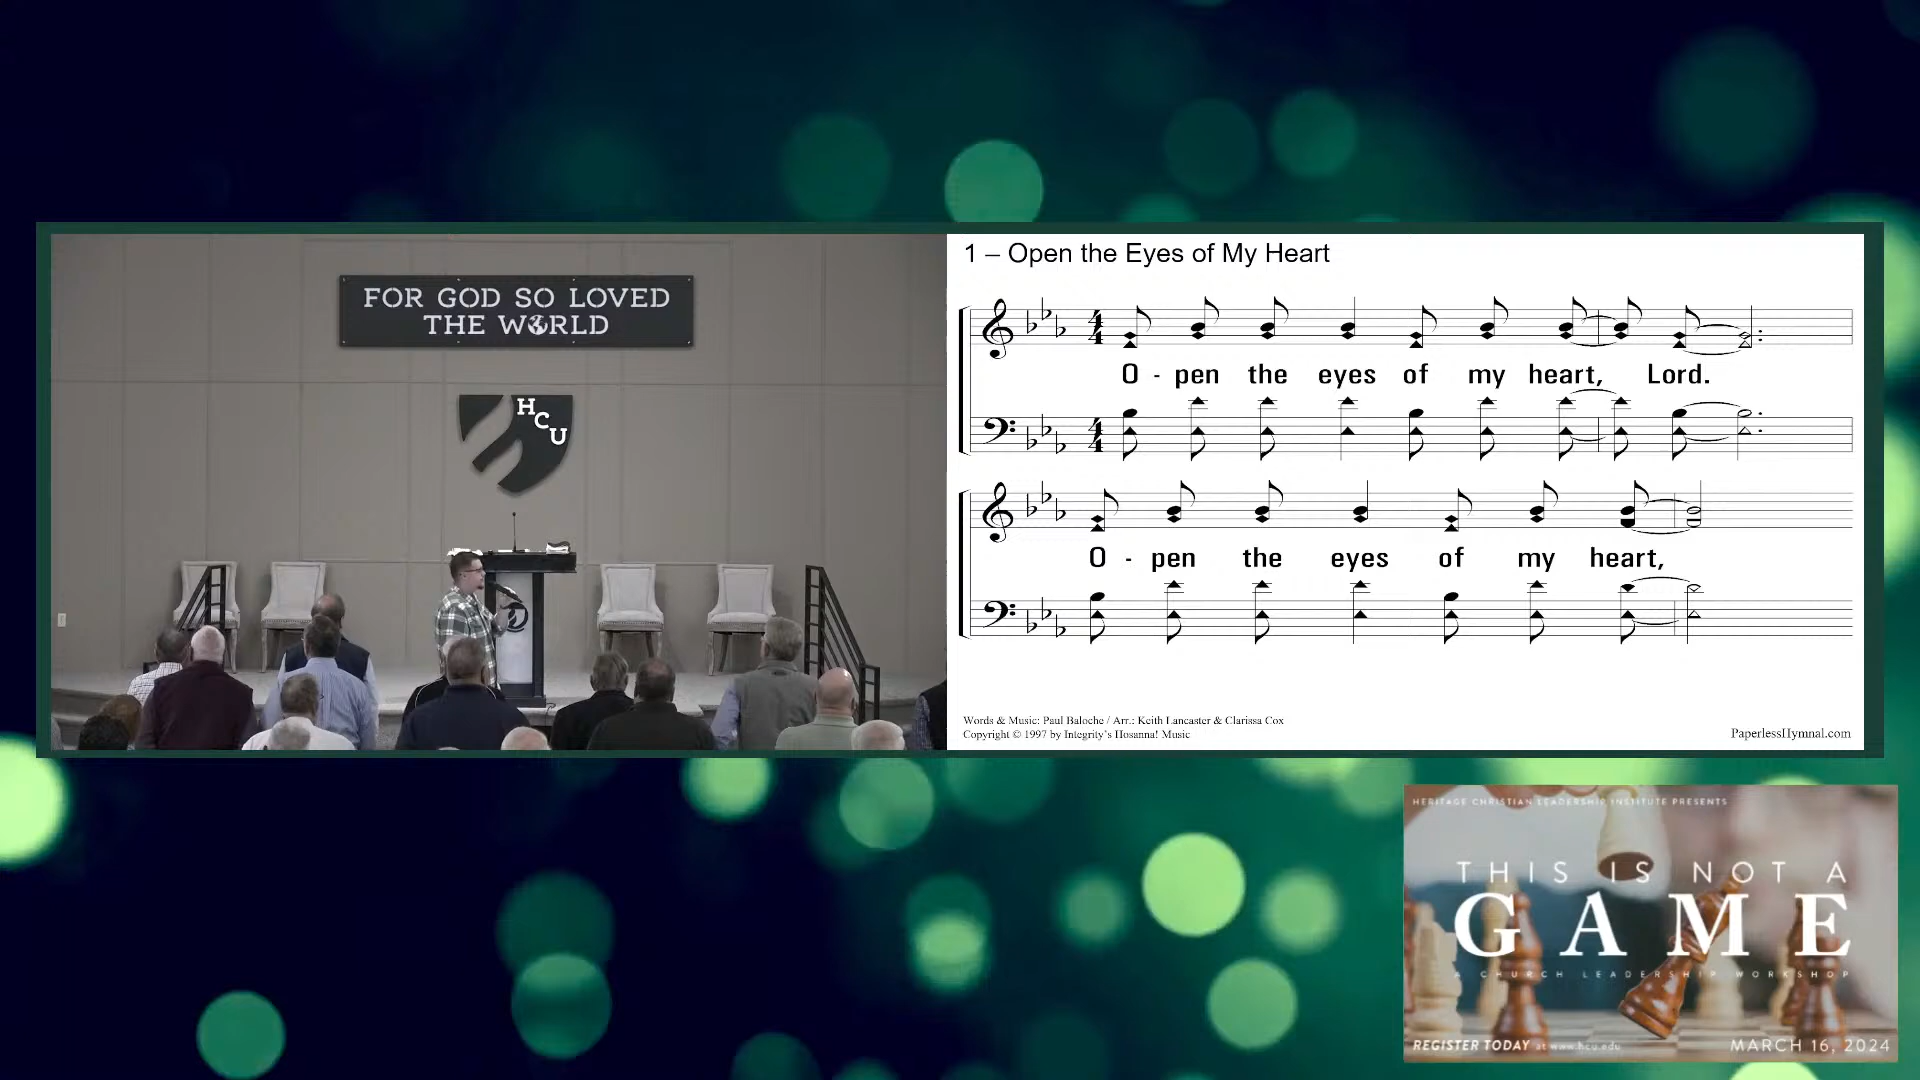 FOR GOD SO LOVED
THE WORLD
H
C
U
1 – Open the Eyes of My Heart
O - pen the eyes of my heart, Lord.
O - pen the eyes of my heart,
Words & Music: Paul Baloche / Arr.: Keith Lancaster & Clarissa Cox
Copyright © 1997 by Integrity's Hosanna! Music
PaperlessHymnal.com
HERITAGE CHRISTIAN LEADERSHIP INSTITUTE PRESENTS
THIS IS NOT A
GAME
A CHURCH LEADERSHIP WORKSHOP
REGISTER TODAY at www.hcu.edu
MARCH 16, 2024